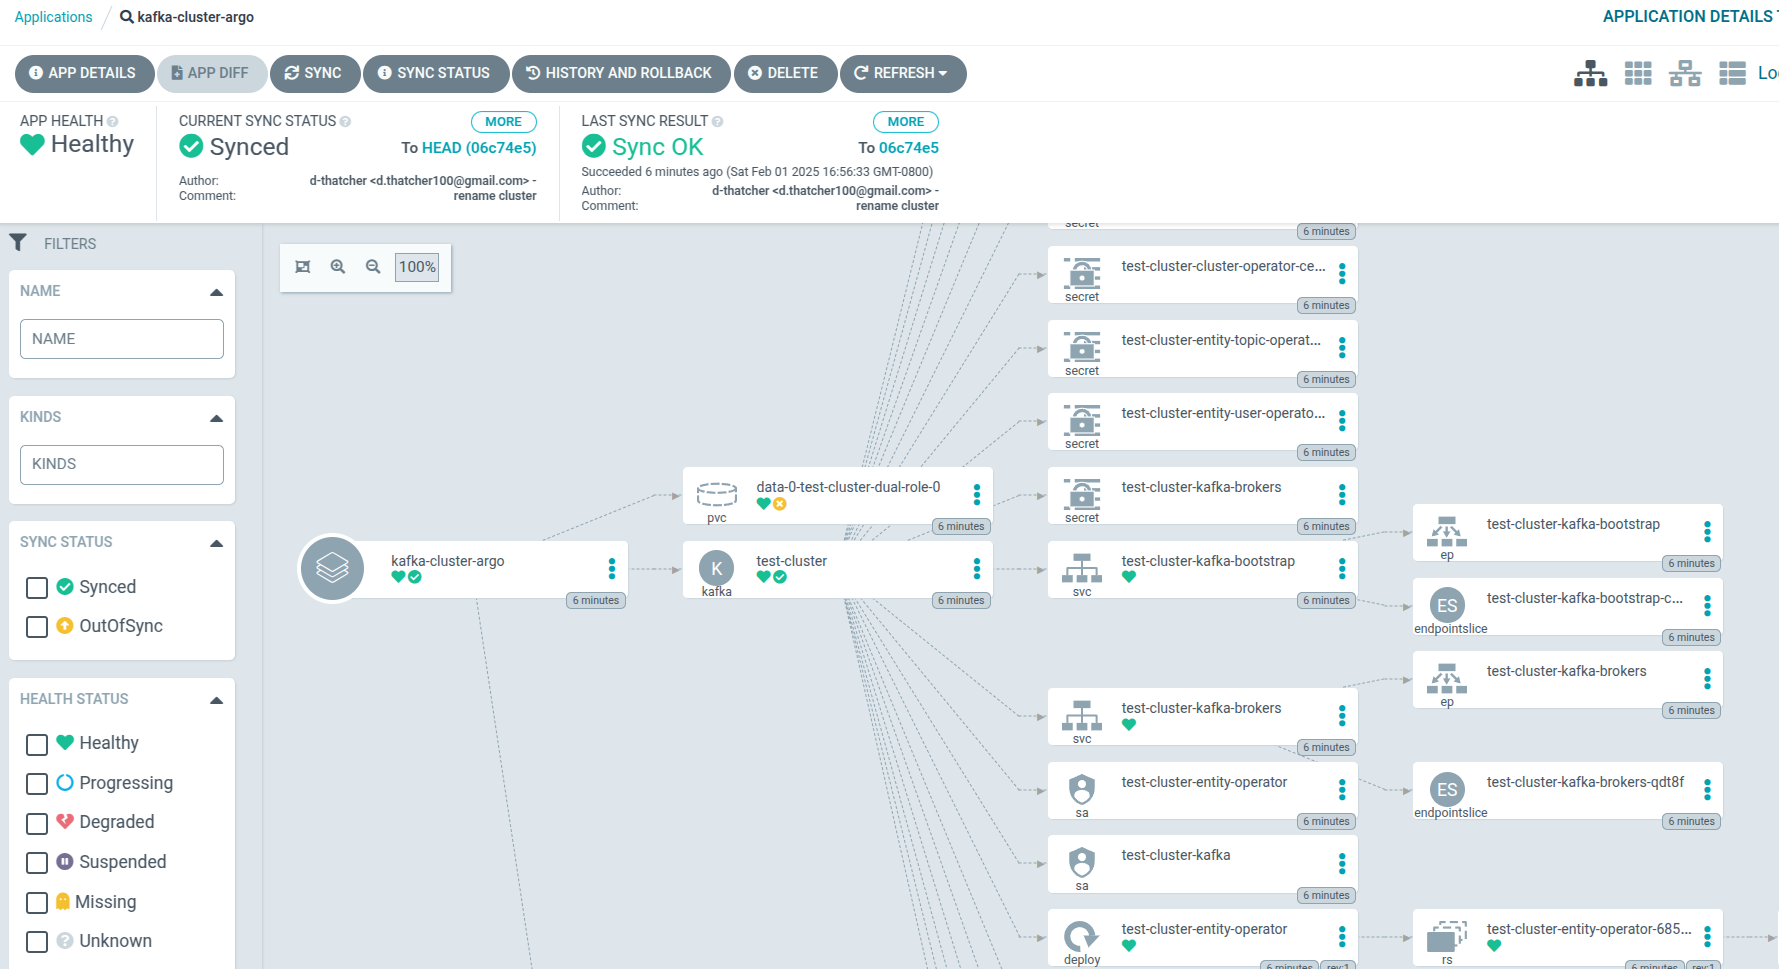 Applications
kafka-cluster-argo
APPLICATION DETAILS
APP DETAILS
APP DIFF
SYNC
SYNC STATUS
HISTORY AND ROLLBACK
DELETE
REFRESH
APP HEALTH
Healthy
CURRENT SYNC STATUS
MORE
Synced
To HEAD (06c74e5)
Author: d-thatcher <d.thatcher100@gmail.com> -
Comment: rename cluster
LAST SYNC RESULT
MORE
Sync OK
To 06c74e5
Succeeded 6 minutes ago (Sat Feb 01 2025 16:56:33 GMT-0800)
Author: d-thatcher <d.thatcher100@gmail.com> -
Comment: rename cluster
FILTERS
NAME
NAME
KINDS
KINDS
SYNC STATUS
Synced
OutOfSync
HEALTH STATUS
Healthy
Progressing
Degraded
Suspended
Missing
Unknown
100%
kafka-cluster-argo
6 minutes
data-0-test-cluster-dual-role-0
pvc
6 minutes
K
test-cluster
kafka
6 minutes
secret
6 minutes
test-cluster-cluster-operator-ce...
secret
6 minutes
test-cluster-entity-topic-operat...
secret
6 minutes
test-cluster-entity-user-operato...
secret
6 minutes
test-cluster-kafka-brokers
secret
6 minutes
test-cluster-kafka-bootstrap
svc
6 minutes
test-cluster-kafka-brokers
svc
6 minutes
test-cluster-entity-operator
sa
6 minutes
test-cluster-kafka
sa
6 minutes
test-cluster-entity-operator
deploy
6 minutes
rev:1
test-cluster-kafka-bootstrap
ep
6 minutes
ES
test-cluster-kafka-bootstrap-c...
endpointslice
6 minutes
test-cluster-kafka-brokers
ep
6 minutes
ES
test-cluster-kafka-brokers-qdt8f
endpointslice
6 minutes
test-cluster-entity-operator-685...
rs
6 minutes
rev:1